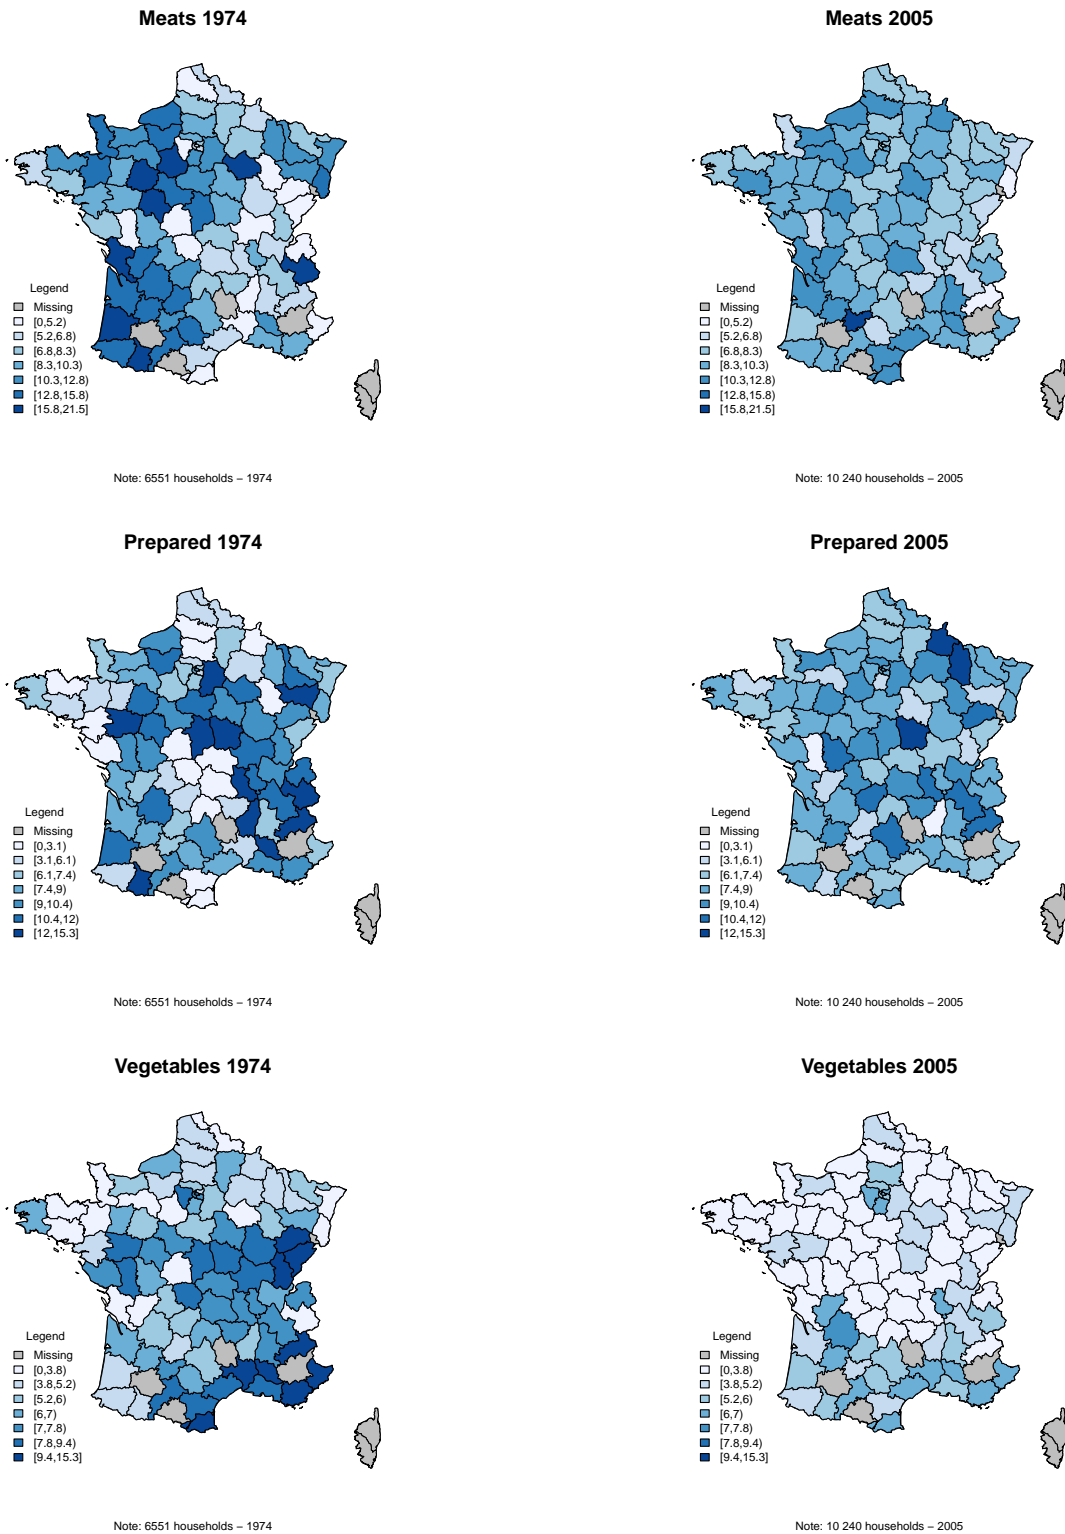 Meats 1974
Meats 2005
Legend
Missing
[0,5.2)
[5.2,6.8)
[6.8,8.3)
[8.3,10.3)
[10.3,12.8)
[12.8,15.8)
[15.8,21.5]
Legend
Missing
[0,5.2)
[5.2,6.8)
[6.8,8.3)
[8.3,10.3)
[10.3,12.8)
[12.8,15.8)
[15.8,21.5]
Note: 6551 households − 1974
Note: 10 240 households − 2005
Prepared 1974
Prepared 2005
Legend
Missing
[0,3.1)
[3.1,6.1)
[6.1,7.4)
[7.4,9)
[9,10.4)
[10.4,12)
[12,15.3]
Legend
Missing
[0,3.1)
[3.1,6.1)
[6.1,7.4)
[7.4,9)
[9,10.4)
[10.4,12)
[12,15.3]
Note: 6551 households − 1974
Note: 10 240 households − 2005
Vegetables 1974
Vegetables 2005
Legend
Missing
[0,3.8)
[3.8,5.2)
[5.2,6)
[6,7)
[7,7.8)
[7.8,9.4)
[9.4,15.3]
Legend
Missing
[0,3.8)
[3.8,5.2)
[5.2,6)
[6,7)
[7,7.8)
[7.8,9.4)
[9.4,15.3]
Note: 6551 households − 1974
Note: 10 240 households − 2005